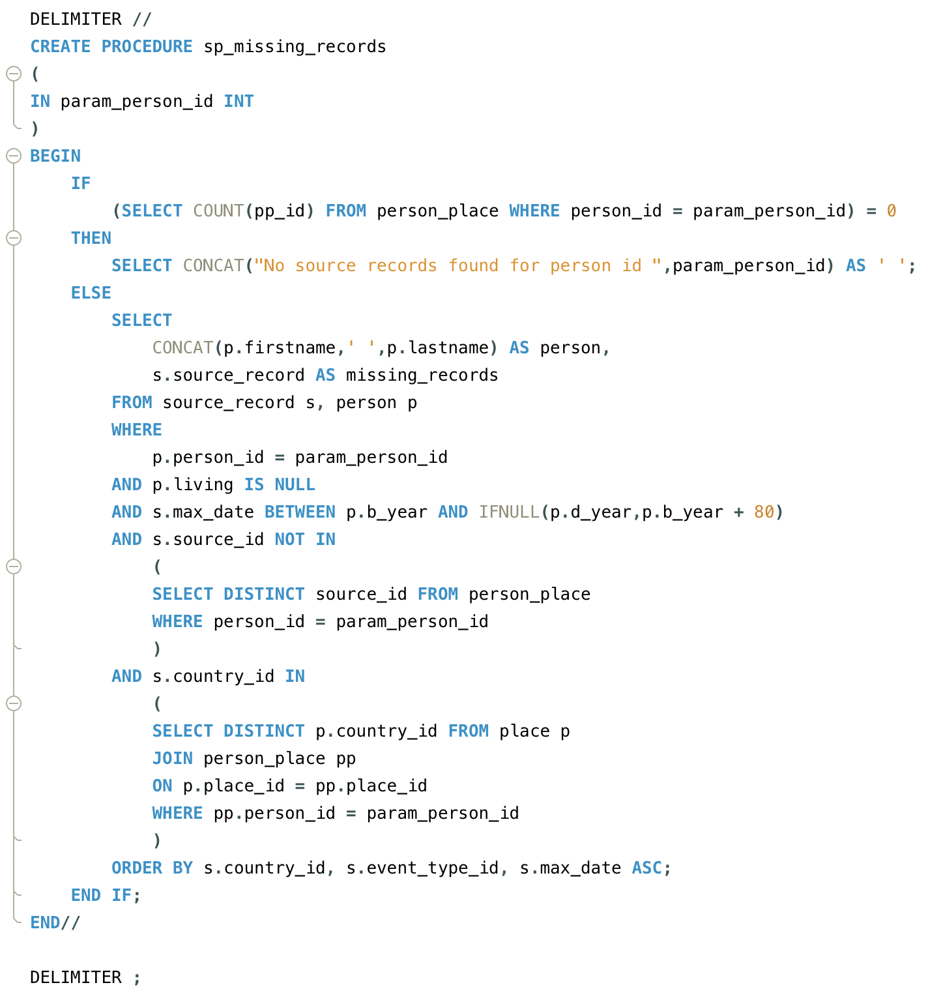 DELIMITER //
CREATE PROCEDURE sp_missing_records
(
IN param_person_id INT
)
BEGIN
    IF
        (SELECT COUNT(pp_id) FROM person_place WHERE person_id = param_person_id) = 0
    THEN
        SELECT CONCAT("No source records found for person id ",param_person_id) AS ' ';
    ELSE
        SELECT
            CONCAT(p.firstname,' ',p.lastname) AS person,
            s.source_record AS missing_records
        FROM source_record s, person p
        WHERE
            p.person_id = param_person_id
        AND p.living IS NULL
        AND s.max_date BETWEEN p.b_year AND IFNULL(p.d_year,p.b_year + 80)
        AND s.source_id NOT IN
            (
            SELECT DISTINCT source_id FROM person_place
            WHERE person_id = param_person_id
            )
        AND s.country_id IN
            (
            SELECT DISTINCT p.country_id FROM place p
            JOIN person_place pp
            ON p.place_id = pp.place_id
            WHERE pp.person_id = param_person_id
            )
        ORDER BY s.country_id, s.event_type_id, s.max_date ASC;
    END IF;
END//

DELIMITER ;